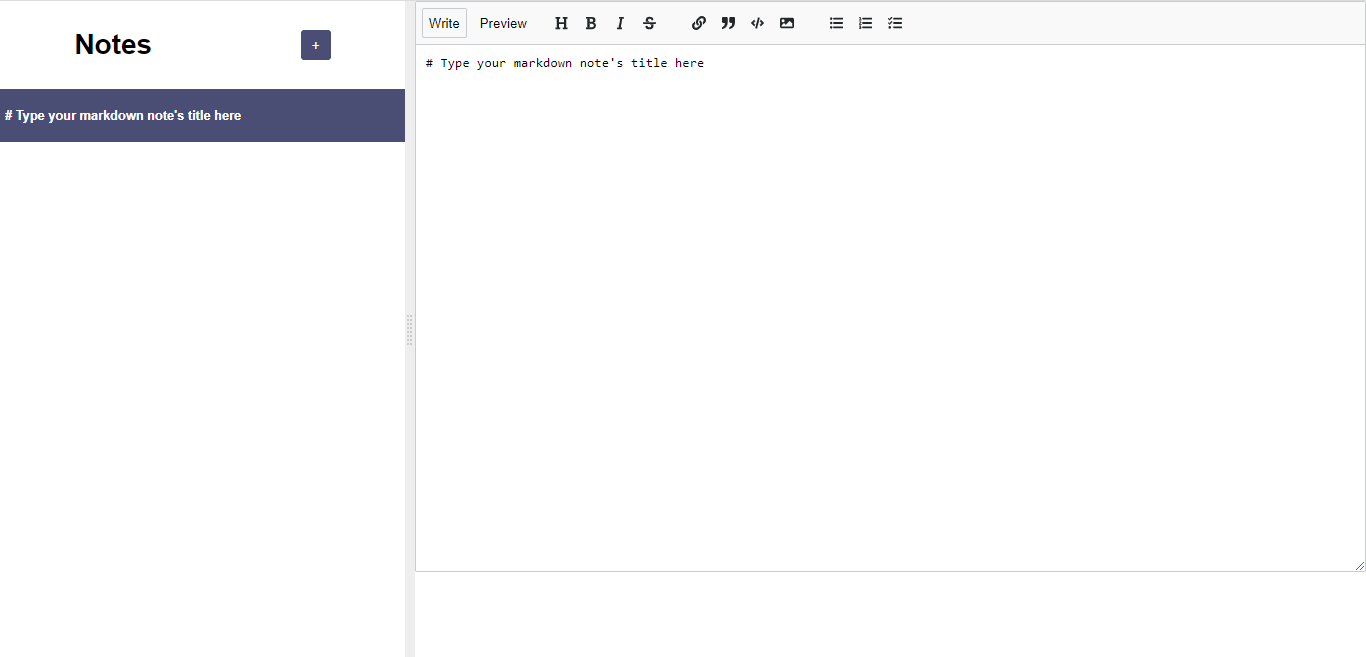 Notes
+
# Type your markdown note's title here
Write Preview H B I S
# Type your markdown note's title here